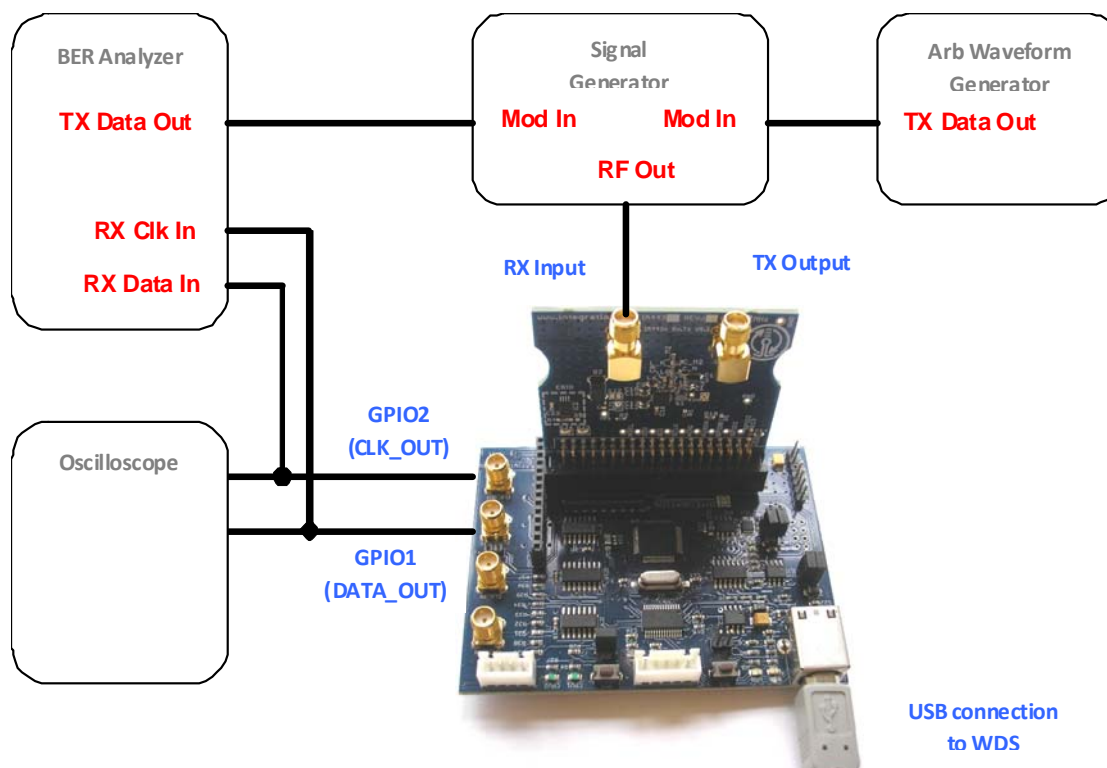 BER Analyzer
TX Data Out
RX Clk In
RX Data In
Signal
Generator
Mod In
Mod In
RF Out
Arb Waveform
Generator
TX Data Out
RX Input
TX Output
GPIO2
(CLK_OUT)
Oscilloscope
GPIO1
(DATA_OUT)
USB connection
to WDS